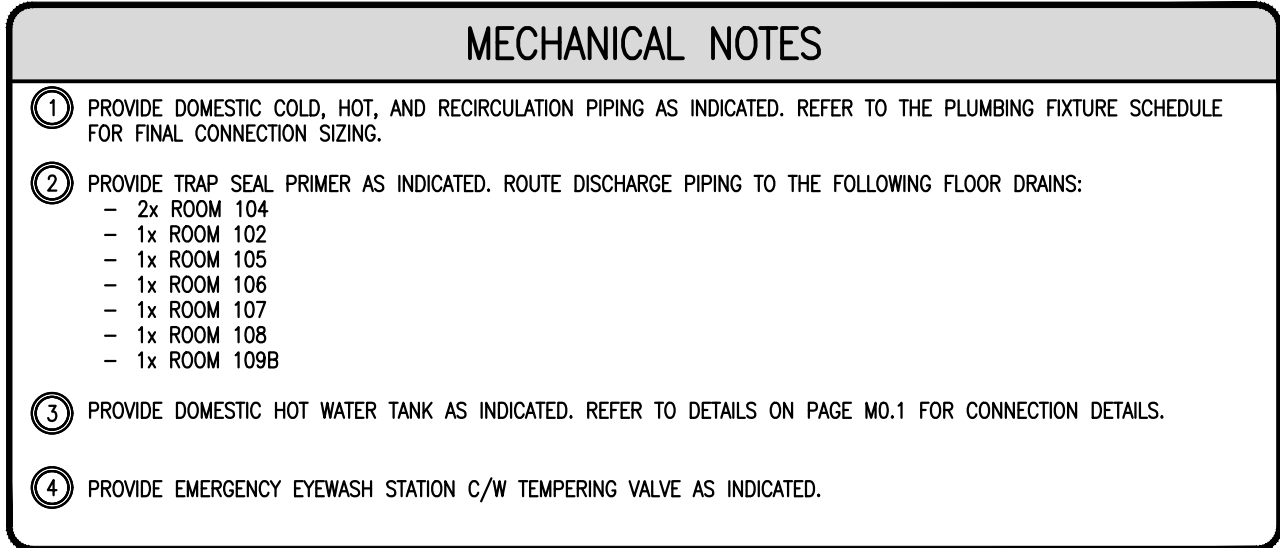 MECHANICAL NOTES
1 PROVIDE DOMESTIC COLD, HOT, AND RECIRCULATION PIPING AS INDICATED. REFER TO THE PLUMBING FIXTURE SCHEDULE
FOR FINAL CONNECTION SIZING.
2 PROVIDE TRAP SEAL PRIMER AS INDICATED. ROUTE DISCHARGE PIPING TO THE FOLLOWING FLOOR DRAINS:
- 2x ROOM 104
- 1x ROOM 102
- 1x ROOM 105
- 1x ROOM 106
- 1x ROOM 107
- 1x ROOM 108
- 1x ROOM 109B
3 PROVIDE DOMESTIC HOT WATER TANK AS INDICATED. REFER TO DETAILS ON PAGE M0.1 FOR CONNECTION DETAILS.
4 PROVIDE EMERGENCY EYEWASH STATION C/W TEMPERING VALVE AS INDICATED.